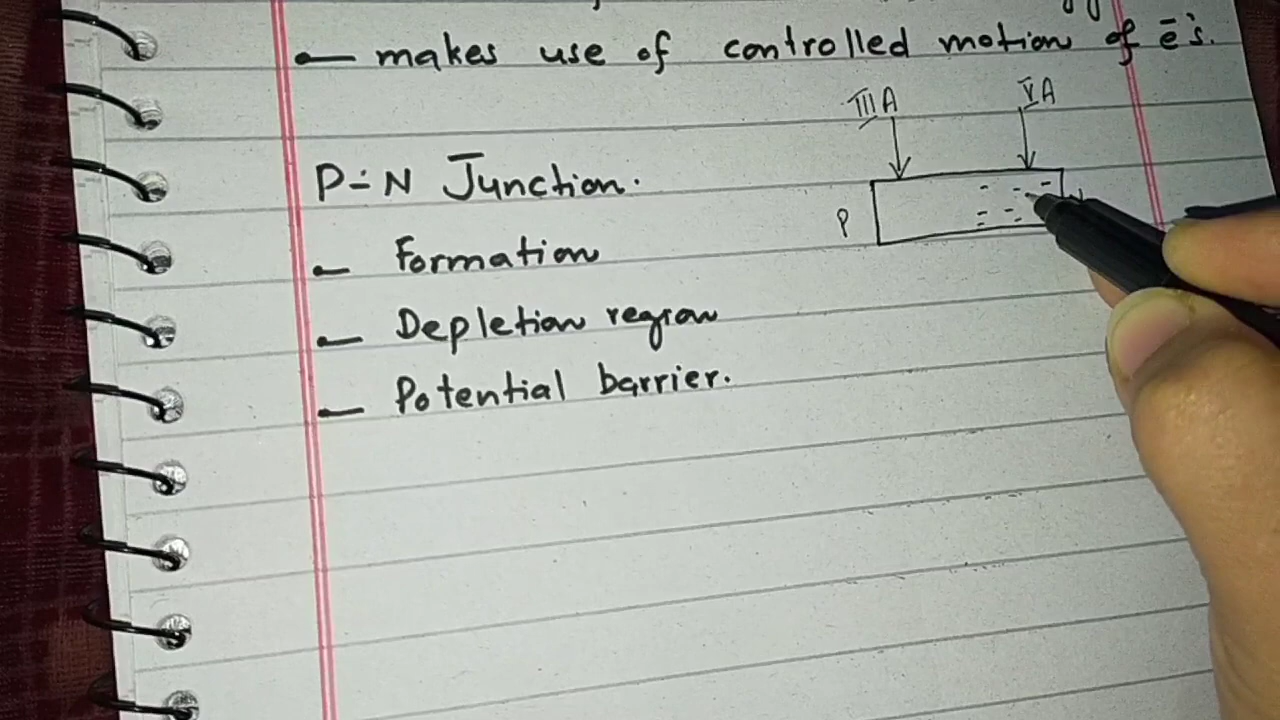 — makes use of controlled motion of ē's.
III A V A
P-N Junction.
P
— Formation
— Depletion region
— Potential barrier.